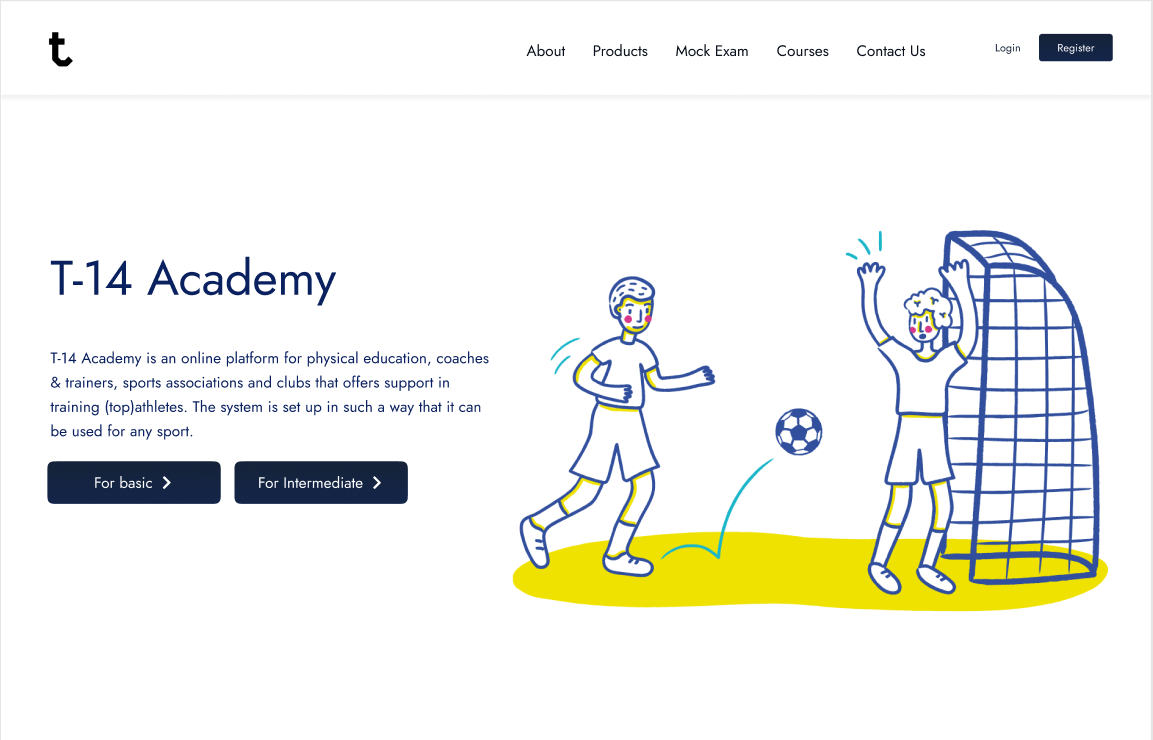 t
About Products Mock Exam Courses Contact Us Login Register
T-14 Academy
T-14 Academy is an online platform for physical education, coaches
& trainers, sports associations and clubs that offers support in
training (top)athletes. The system is set up in such a way that it can
be used for any sport.
For basic For Intermediate